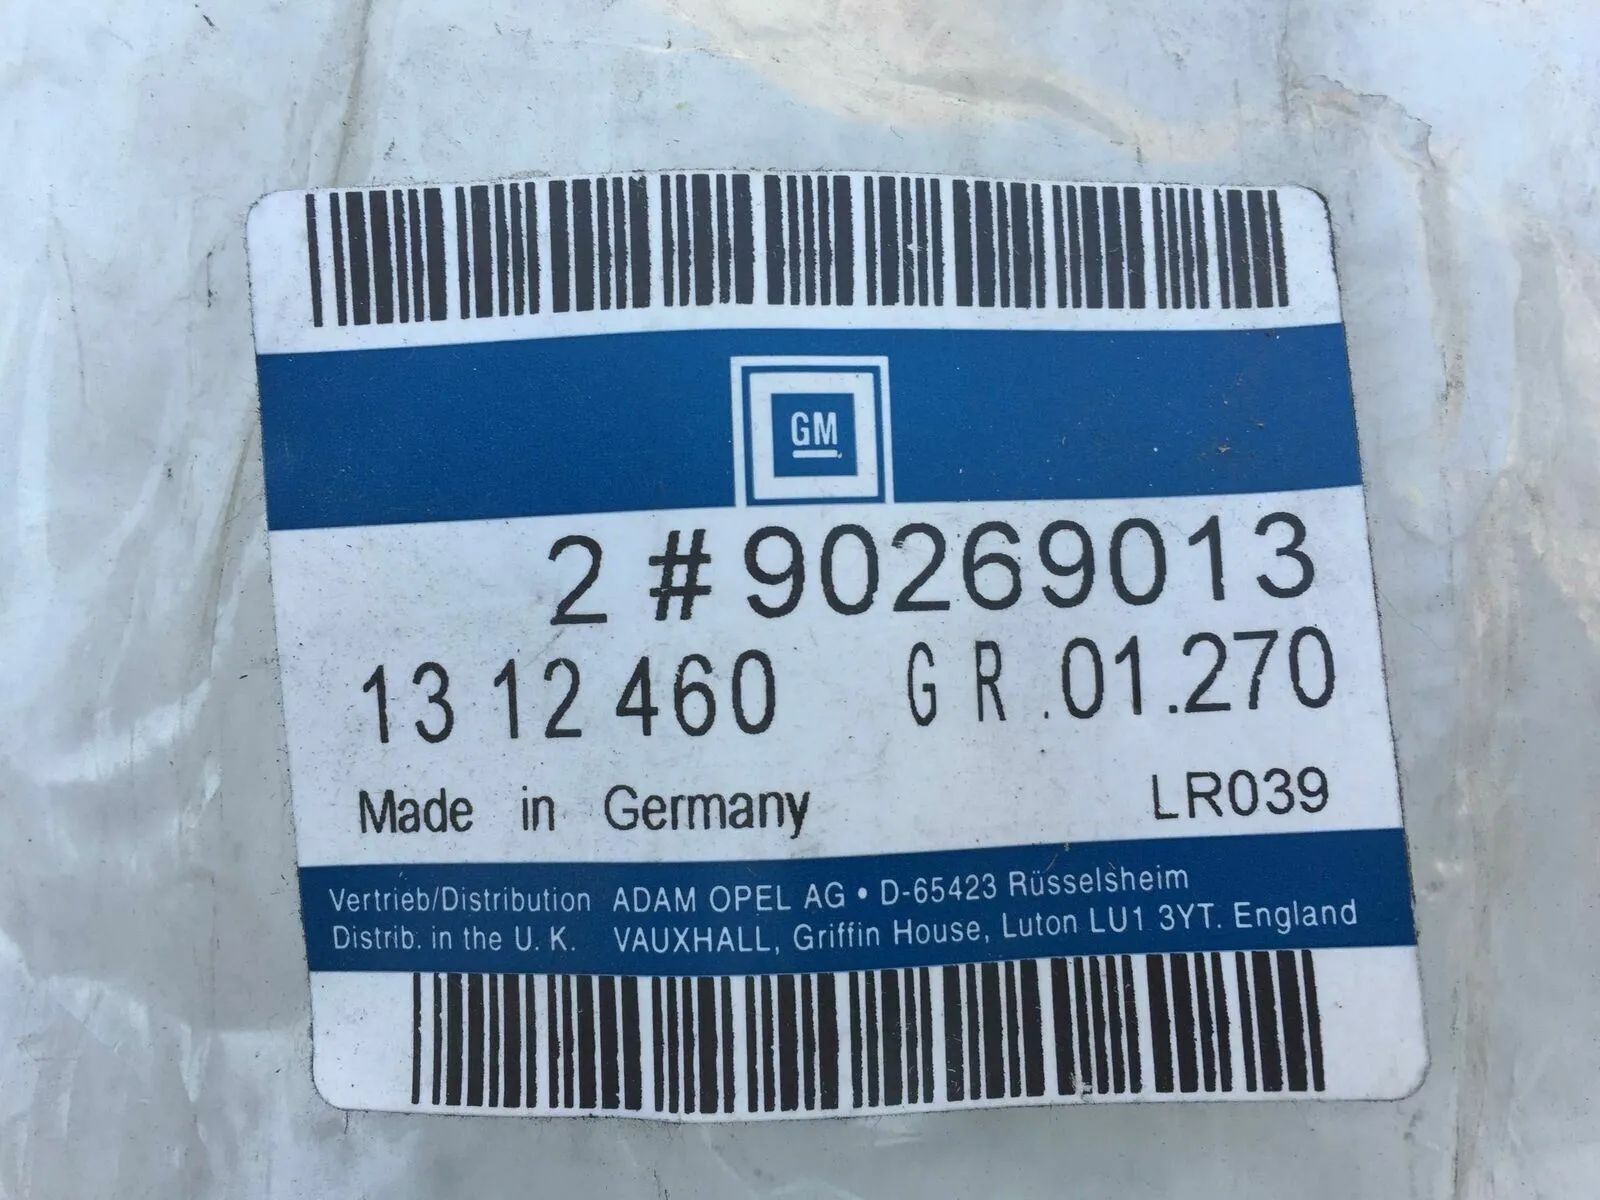 GM
2 #90269013
13 12 460 GR.01.270
Made in Germany LR039
Vertrieb/Distribution ADAM OPEL AG • D-65423 Rüsselsheim
Distrib. in the U. K. VAUXHALL, Griffin House, Luton LU1 3YT. England